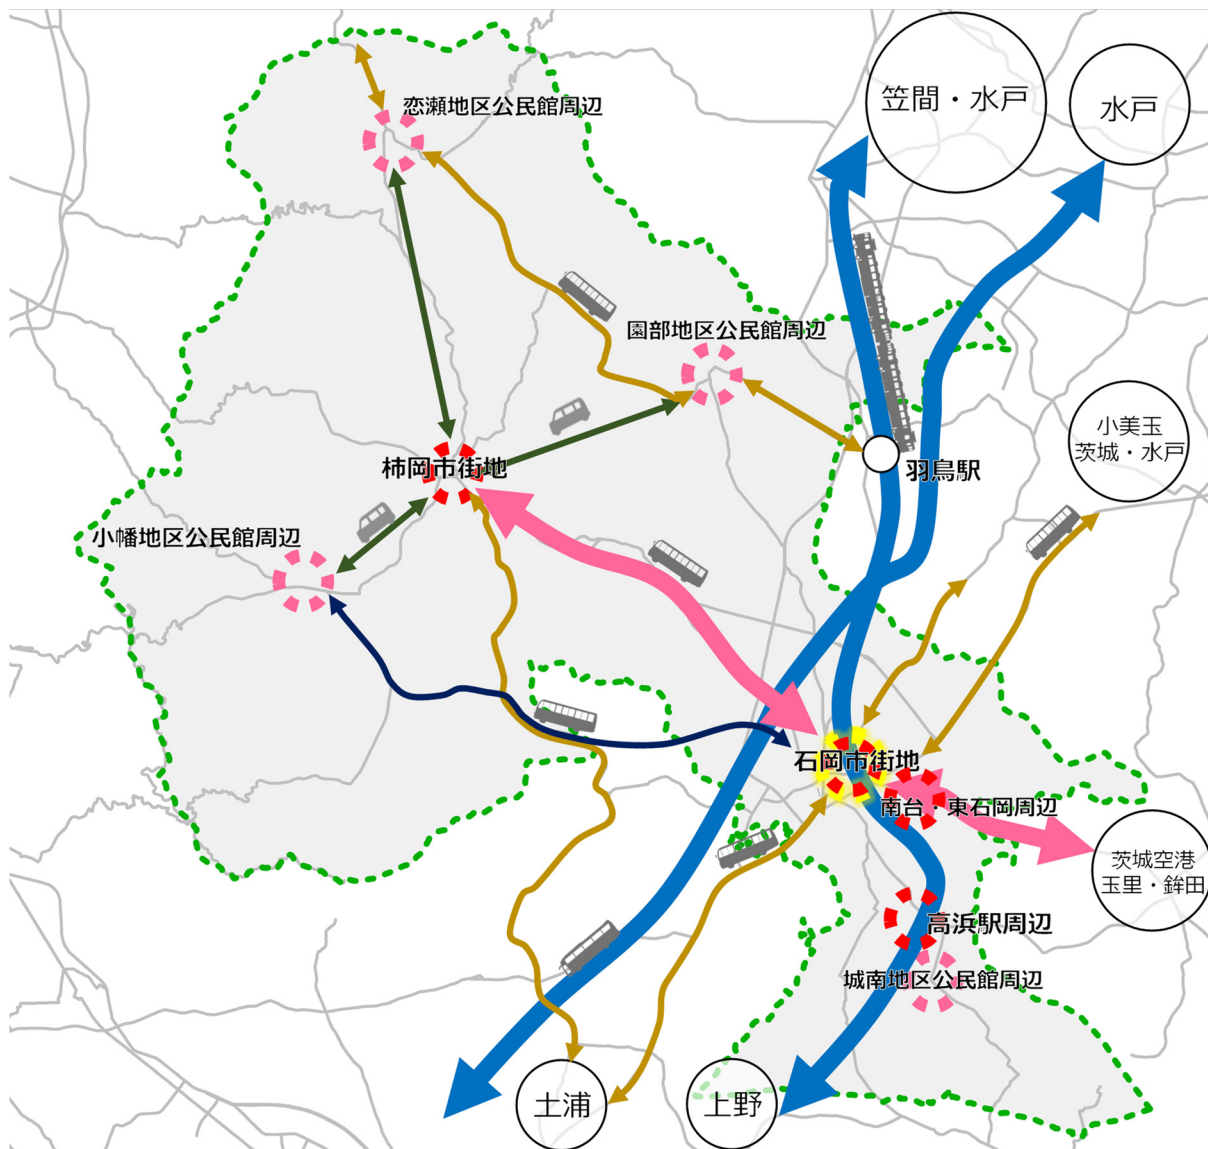 笠間・水戸
水戸
恋瀬地区公民館周辺
園部地区公民館周辺
小美玉
茨城・水戸
柿岡市街地
羽鳥駅
小幡地区公民館周辺
石岡市街地
南台・東石岡周辺
茨城空港
玉里・鉾田
高浜駅周辺
城南地区公民館周辺
土浦
上野